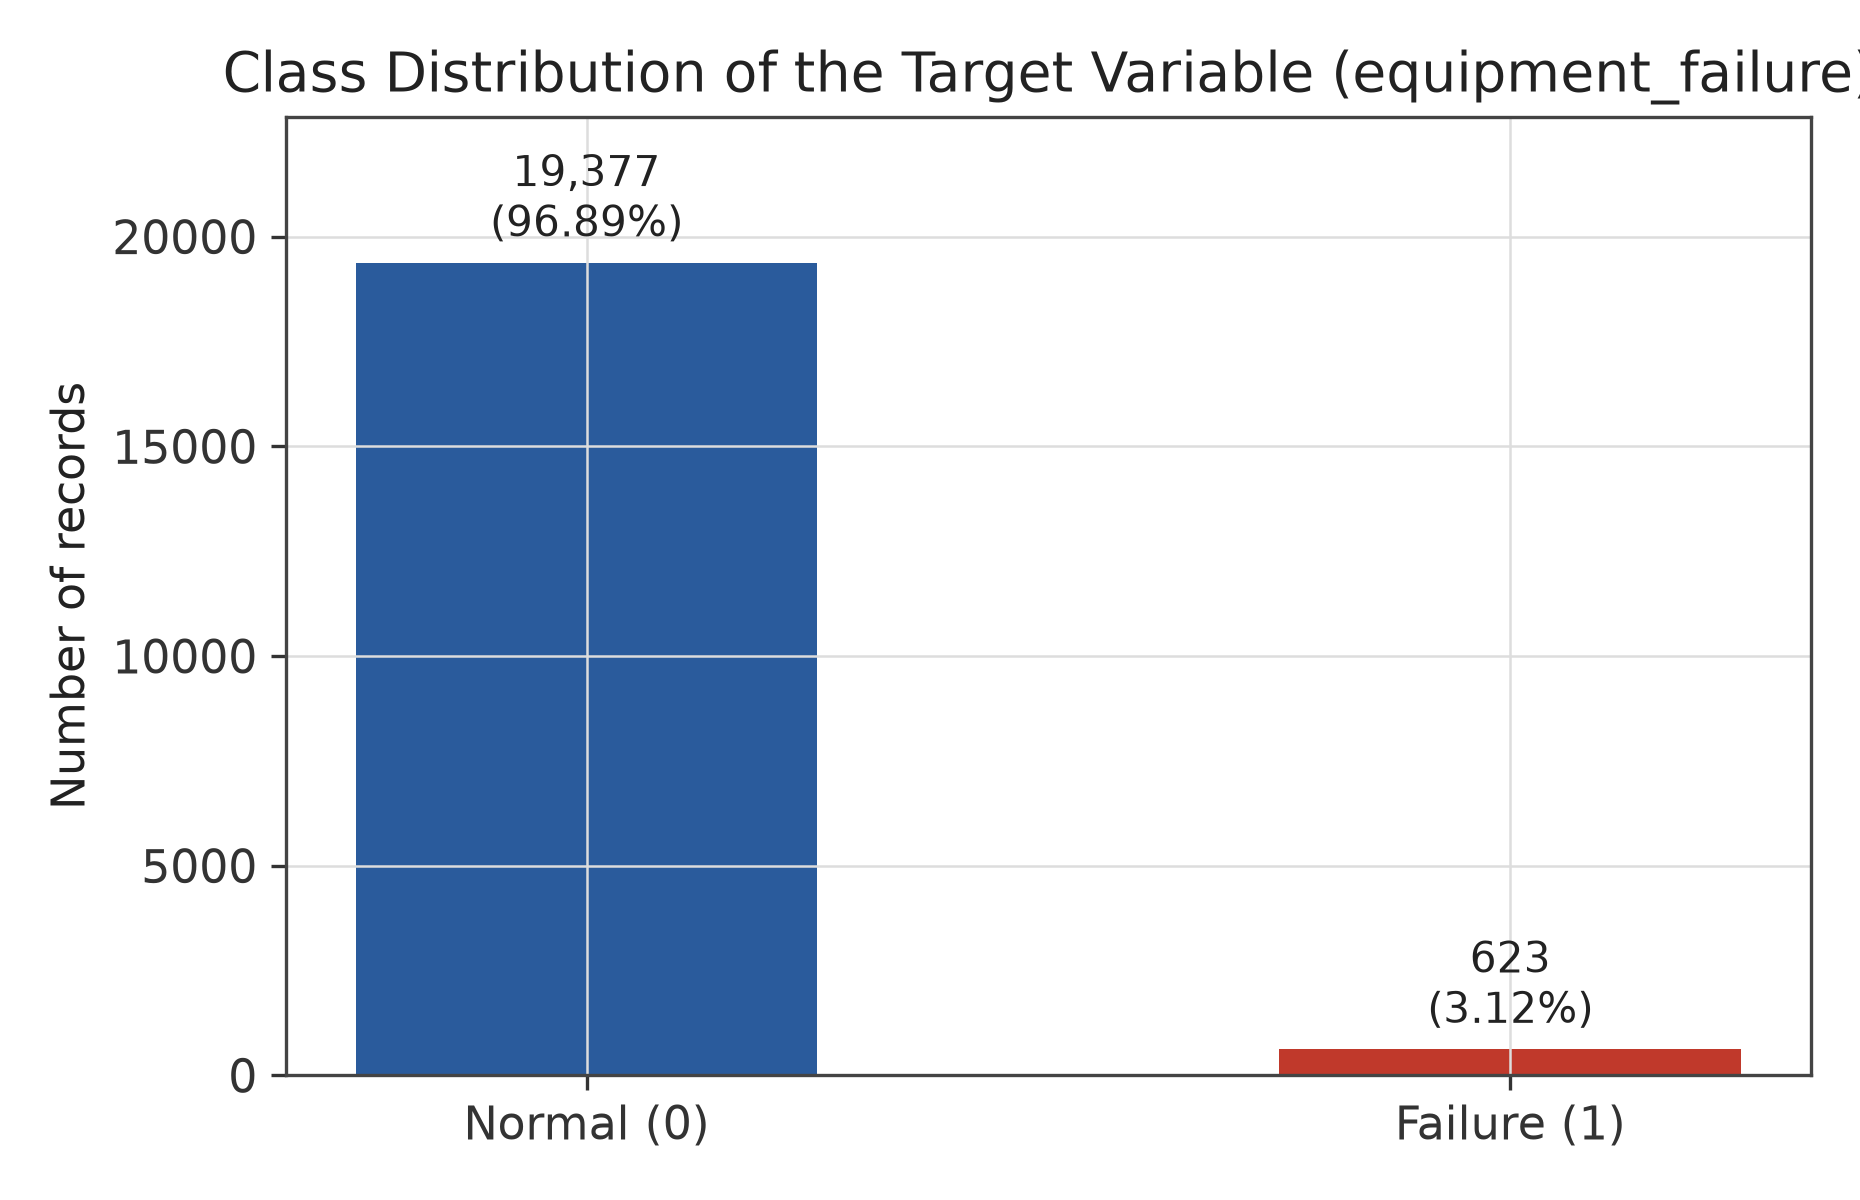 Class Distribution of the Target Variable (equipment_failure)
19,377
(96.89%)
20000
15000
10000
5000
0
Number of records
623
(3.12%)
Normal (0)
Failure (1)